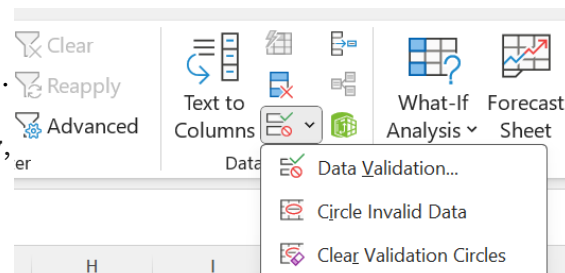 Clear
Reapply
Advanced
er
Text to
Columns
Data
What-If
Analysis
Forecast
Sheet
Data Validation...
Circle Invalid Data
Clear Validation Circles
H
I